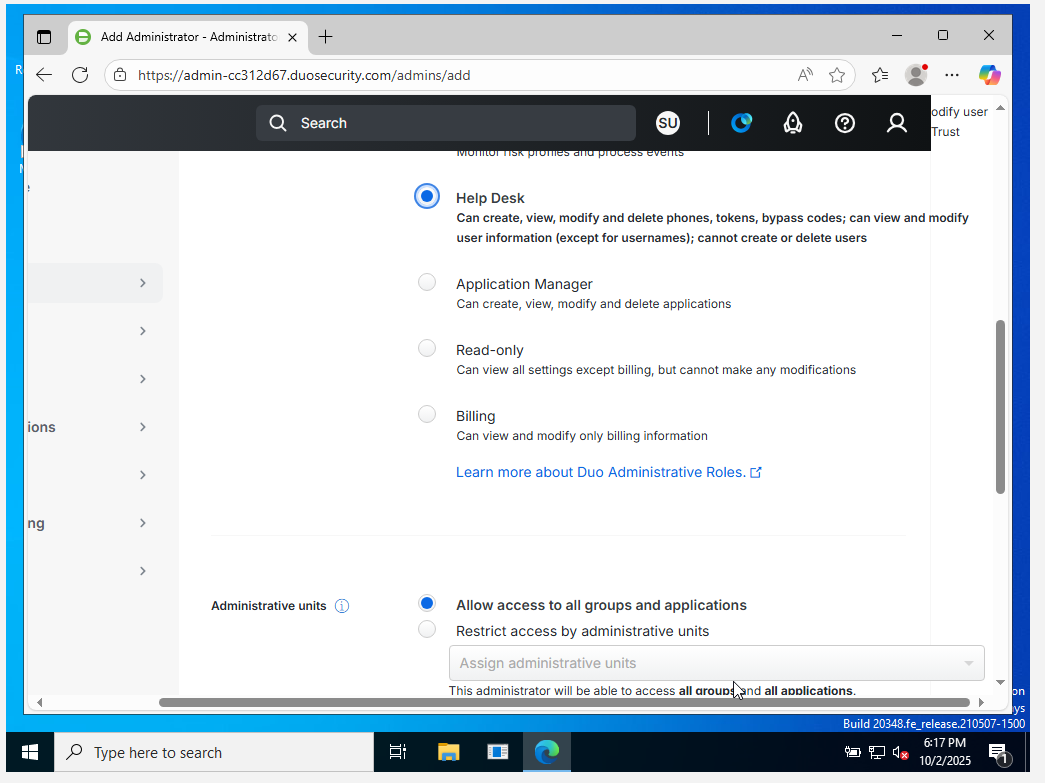 Add Administrator - Administrato
https://admin-cc312d67.duosecurity.com/admins/add
Search
SU
odify user
Trust
Monitor risk profiles and process events
Help Desk
Can create, view, modify and delete phones, tokens, bypass codes; can view and modify
user information (except for usernames); cannot create or delete users
Application Manager
Can create, view, modify and delete applications
Read-only
Can view all settings except billing, but cannot make any modifications
ions
Billing
Can view and modify only billing information
Learn more about Duo Administrative Roles.
ng
Administrative units
Allow access to all groups and applications
Restrict access by administrative units
Assign administrative units
This administrator will be able to access all groups and all applications.
on
ays
Build 20348.fe_release.210507-1500
Type here to search
6:17 PM
10/2/2025
1